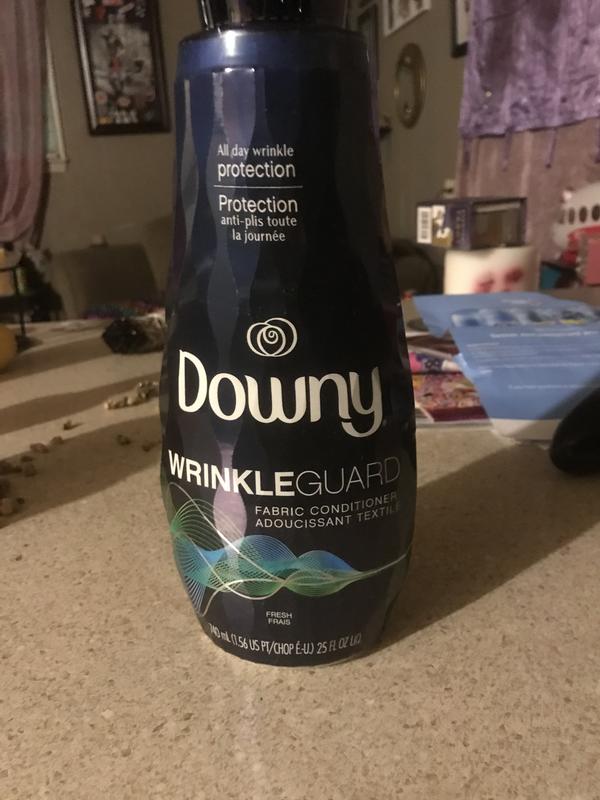 All day wrinkle
protection
Protection
anti-plis toute
la journée
Downy
WRINKLEGUARD
FABRIC CONDITIONER
ADOUCISSANT TEXTILE
FRESH
FRAIS
740 mL (1.56 US PT/CHOP É-U.) 25 FL OZ LIQ.